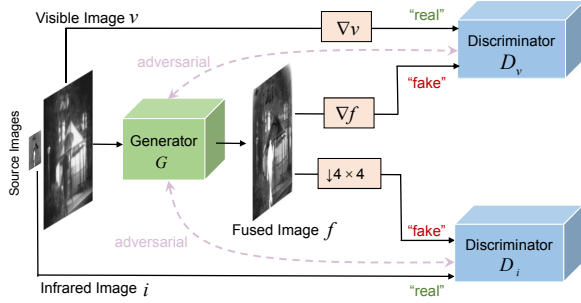 Visible Image v
∇v
"real"
Discriminator
D_v
adversarial
"fake"
∇f
Generator
G
Source Images
↓4 × 4
Fused Image f
"fake"
adversarial
Discriminator
D_i
Infrared Image i
"real"